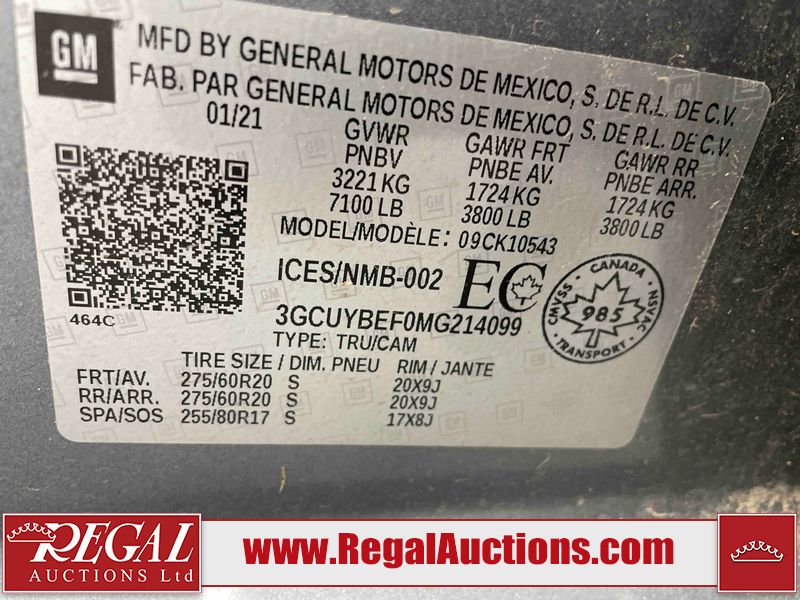 GM
MFD BY GENERAL MOTORS DE MEXICO, S. DE R.L. DE C.V.
FAB. PAR GENERAL MOTORS DE MEXICO, S. DE R.L. DE C.V.
01/21
GVWR GAWR FRT GAWR RR
PNBV PNBE AV. PNBE ARR.
3221 KG 1724 KG 1724 KG
7100 LB 3800 LB 3800 LB
MODEL/MODÈLE: 09CK10543
ICES/NMB-002 EC
CANADA
CMVSS 985 NSVAC
TRANSPORT
464C
3GCUYBEF0MG214099
TYPE: TRU/CAM
TIRE SIZE / DIM. PNEU RIM / JANTE
FRT/AV. 275/60R20 S 20X9J
RR/ARR. 275/60R20 S 20X9J
SPA/SOS 255/80R17 S 17X8J
REGAL
AUCTIONS Ltd
www.RegalAuctions.com